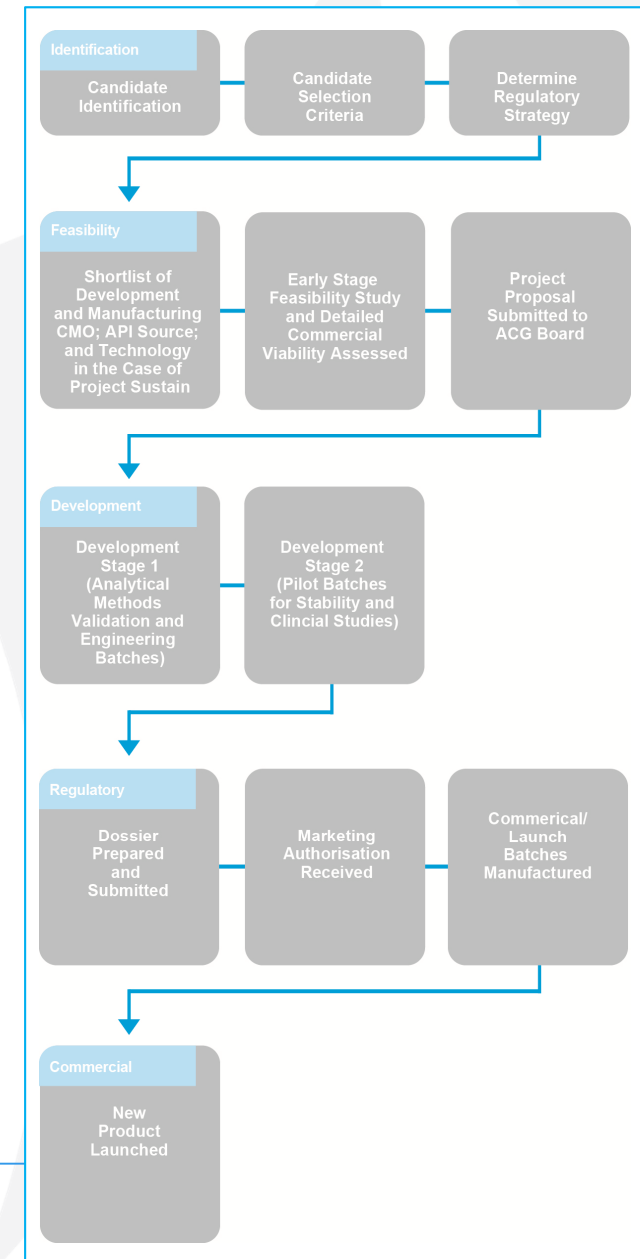 Identification
Candidate
Identification
Candidate
Selection
Criteria
Determine
Regulatory
Strategy
Feasibility
Shortlist of
Development
and Manufacturing
CMO; API Source;
and Technology
in the Case of
Project Sustain
Early Stage
Feasibility Study
and Detailed
Commercial
Viability Assessed
Project
Proposal
Submitted to
ACG Board
Development
Development
Stage 1
(Analytical
Methods
Validation and
Engineering
Batches)
Development
Stage 2
(Pilot Batches
for Stability and
Clincial Studies)
Regulatory
Dossier
Prepared
and
Submitted
Marketing
Authorisation
Received
Commerical/
Launch
Batches
Manufactured
Commercial
New
Product
Launched